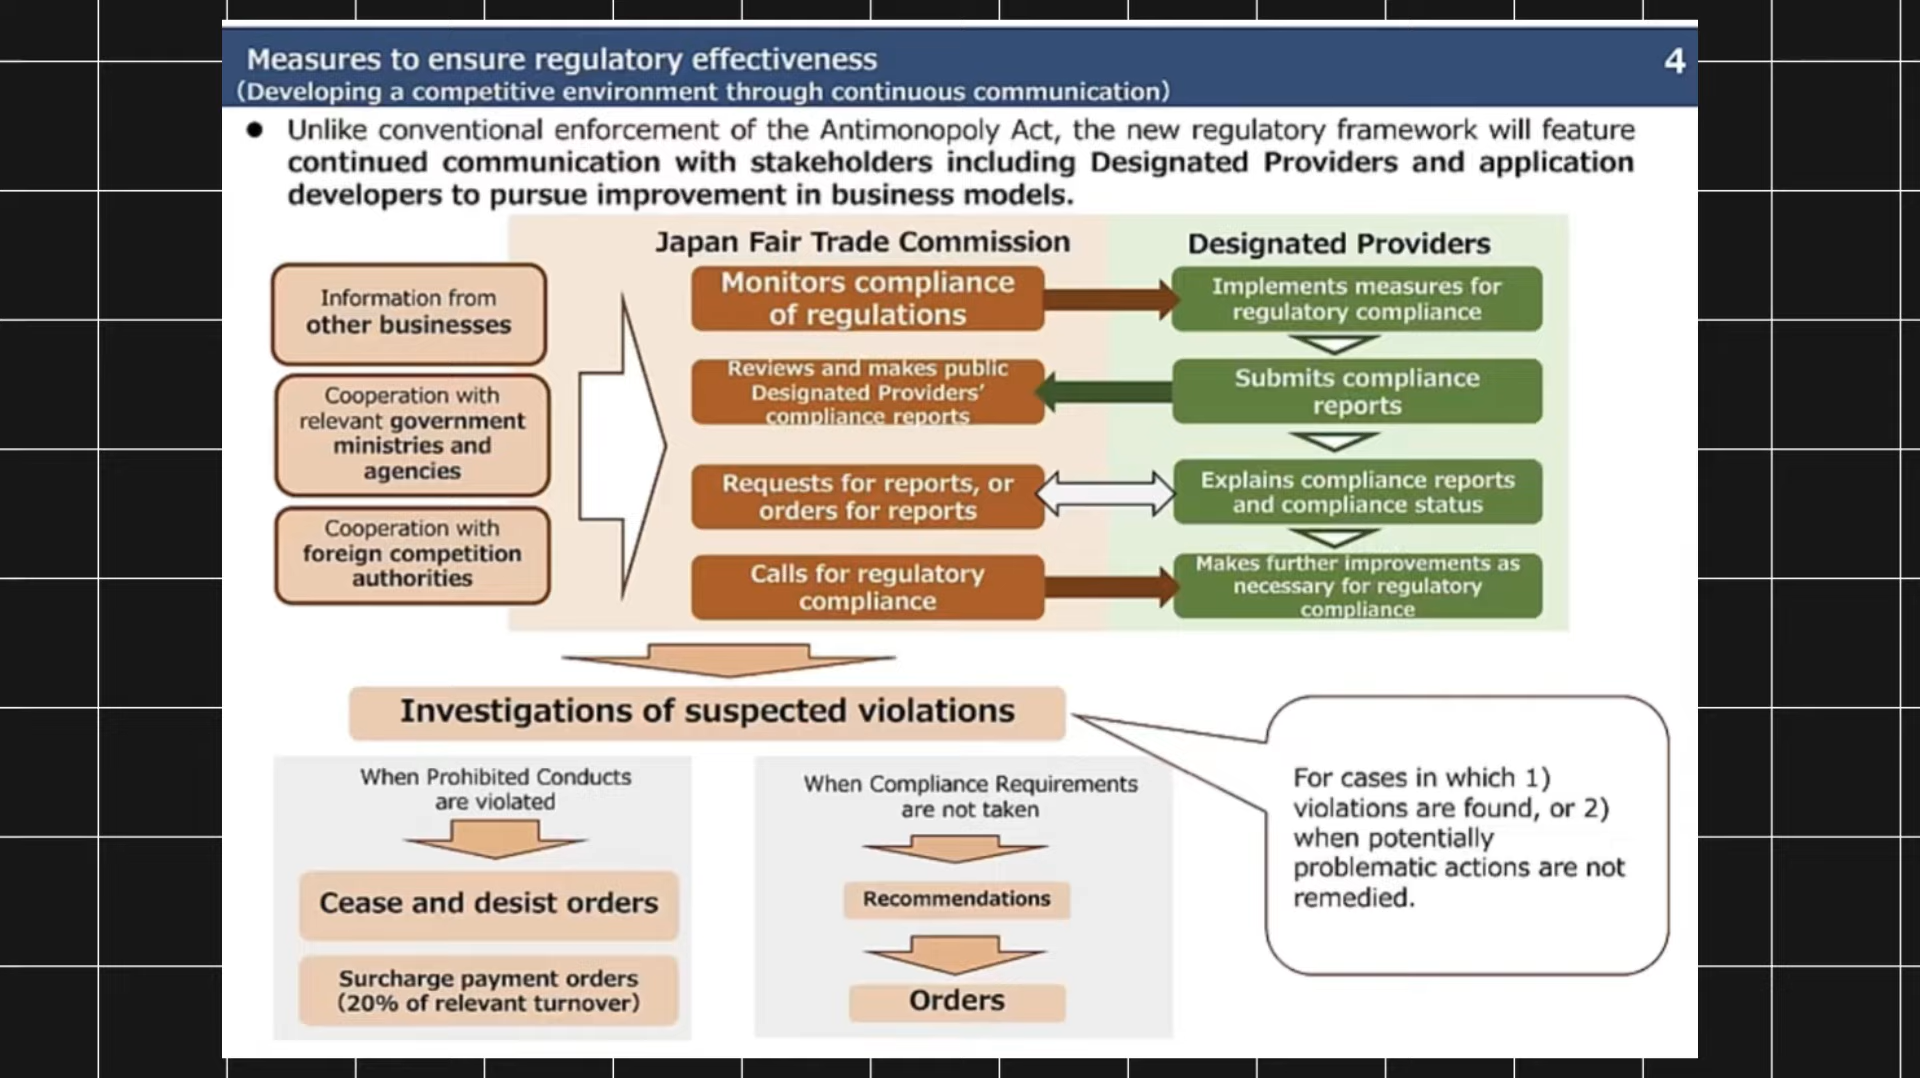 Measures to ensure regulatory effectiveness
4
(Developing a competitive environment through continuous communication)
● Unlike conventional enforcement of the Antimonopoly Act, the new regulatory framework will feature
continued communication with stakeholders including Designated Providers and application
developers to pursue improvement in business models.
Japan Fair Trade Commission
Designated Providers
Information from
other businesses
Cooperation with
relevant government
ministries and
agencies
Cooperation with
foreign competition
authorities
Monitors compliance
of regulations
Implements measures for
regulatory compliance
Reviews and makes public
Designated Providers’
compliance reports
Submits compliance
reports
Requests for reports, or
orders for reports
Explains compliance reports
and compliance status
Calls for regulatory
compliance
Makes further improvements as
necessary for regulatory
compliance
Investigations of suspected violations
For cases in which 1)
violations are found, or 2)
when potentially
problematic actions are not
remedied.
When Prohibited Conducts
are violated
Cease and desist orders
Surcharge payment orders
(20% of relevant turnover)
When Compliance Requirements
are not taken
Recommendations
Orders